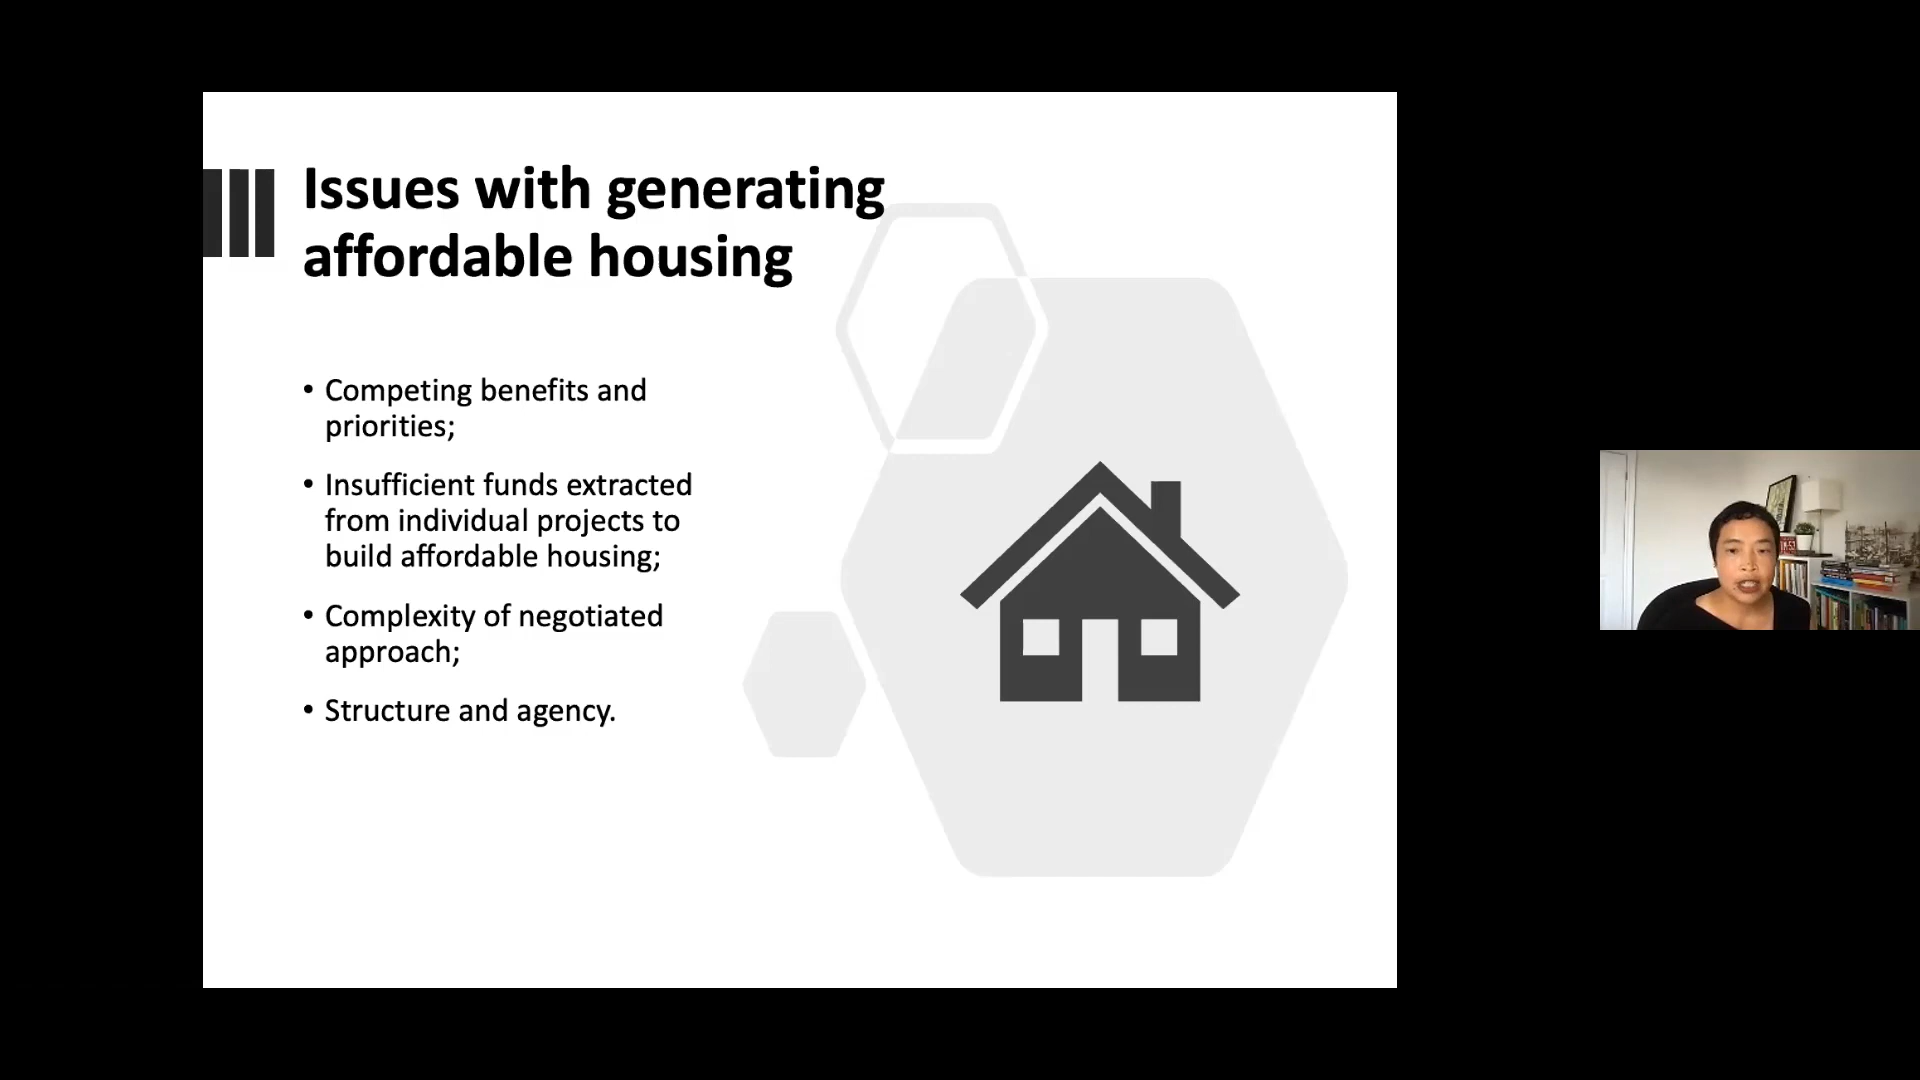 Issues with generating
affordable housing
• Competing benefits and
priorities;
• Insufficient funds extracted
from individual projects to
build affordable housing;
• Complexity of negotiated
approach;
• Structure and agency.